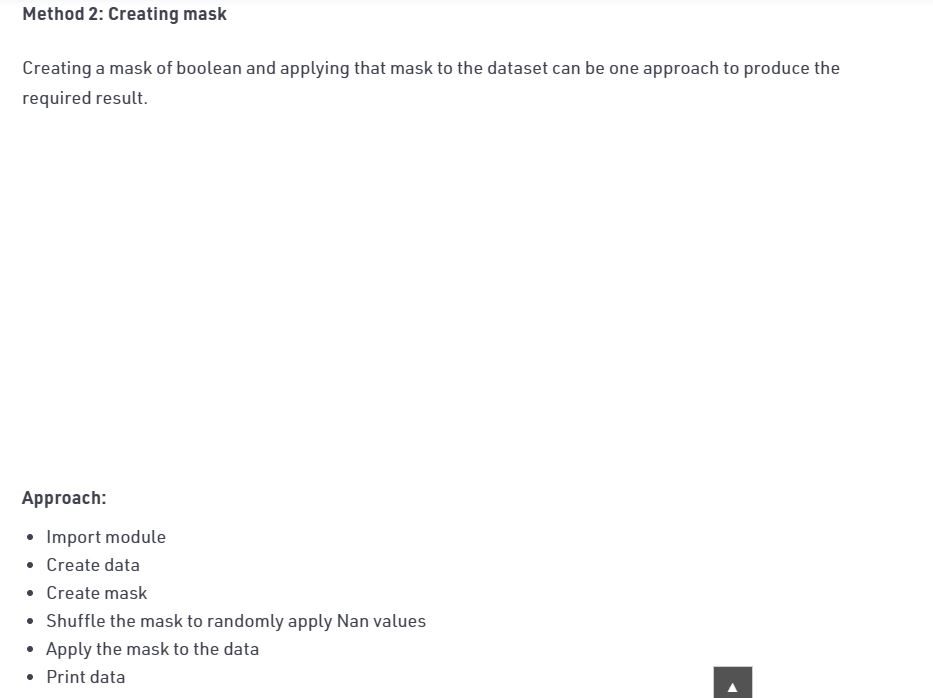 Method 2: Creating mask
Creating a mask of boolean and applying that mask to the dataset can be one approach to produce the
required result.
Approach:
• Import module
• Create data
• Create mask
• Shuffle the mask to randomly apply Nan values
• Apply the mask to the data
• Print data